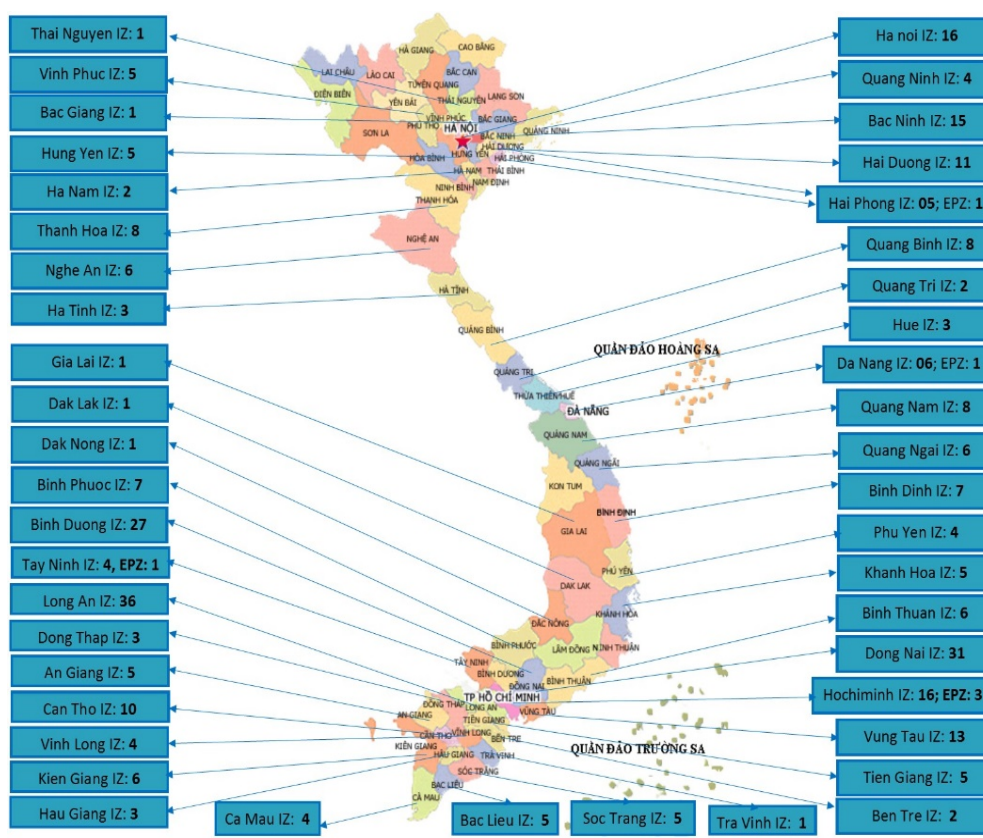 Thai Nguyen IZ: 1
Vinh Phuc IZ: 5
Bac Giang IZ: 1
Hung Yen IZ: 5
Ha Nam IZ: 2
Thanh Hoa IZ: 8
Nghe An IZ: 6
Ha Tinh IZ: 3
Gia Lai IZ: 1
Dak Lak IZ: 1
Dak Nong IZ: 1
Binh Phuoc IZ: 7
Binh Duong IZ: 27
Tay Ninh IZ: 4, EPZ: 1
Long An IZ: 36
Dong Thap IZ: 3
An Giang IZ: 5
Can Tho IZ: 10
Vinh Long IZ: 4
Kien Giang IZ: 6
Hau Giang IZ: 3
HÀ GIANG
CAO BẰNG
LAI CHÂU
LÀO CAI
BẮC CẠN
TUYÊN QUANG
ĐIỆN BIÊN
YÊN BÁI
THÁI NGUYÊN
LẠNG SƠN
VĨNH PHÚC
BẮC GIANG
PHÚ THỌ
HÀ NỘI
SƠN LA
BẮC NINH
QUẢNG NINH
HẢI DƯƠNG
HÒA BÌNH
HƯNG YÊN
HẢI PHÒNG
HÀ NAM
THÁI BÌNH
NAM ĐỊNH
NINH BÌNH
THANH HÓA
NGHỆ AN
HÀ TĨNH
QUẢNG BÌNH
QUẢNG TRỊ
QUẦN ĐẢO HOÀNG SA
THỪA THIÊN HUẾ
ĐÀ NẴNG
QUẢNG NAM
QUẢNG NGÃI
KON TUM
BÌNH ĐỊNH
GIA LAI
PHÚ YÊN
DAK LAK
KHÁNH HÒA
ĐẮC NÔNG
BÌNH PHƯỚC
LÂM ĐỒNG
NINH THUẬN
TÂY NINH
BÌNH DƯƠNG
ĐỒNG NAI
BÌNH THUẬN
TP HỒ CHÍ MINH
ĐỒNG THÁP
LONG AN
VŨNG TÀU
AN GIANG
TIỀN GIANG
CẦN THƠ
VĨNH LONG
BẾN TRE
QUẦN ĐẢO TRƯỜNG SA
KIÊN GIANG
HẬU GIANG
TRÀ VINH
SÓC TRĂNG
BẠC LIÊU
CÀ MAU
Ha noi IZ: 16
Quang Ninh IZ: 4
Bac Ninh IZ: 15
Hai Duong IZ: 11
Hai Phong IZ: 05; EPZ: 1
Quang Binh IZ: 8
Quang Tri IZ: 2
Hue IZ: 3
Da Nang IZ: 06; EPZ: 1
Quang Nam IZ: 8
Quang Ngai IZ: 6
Binh Dinh IZ: 7
Phu Yen IZ: 4
Khanh Hoa IZ: 5
Binh Thuan IZ: 6
Dong Nai IZ: 31
Hochiminh IZ: 16; EPZ: 3
Vung Tau IZ: 13
Tien Giang IZ: 5
Ben Tre IZ: 2
Ca Mau IZ: 4
Bac Lieu IZ: 5
Soc Trang IZ: 5
Tra Vinh IZ: 1